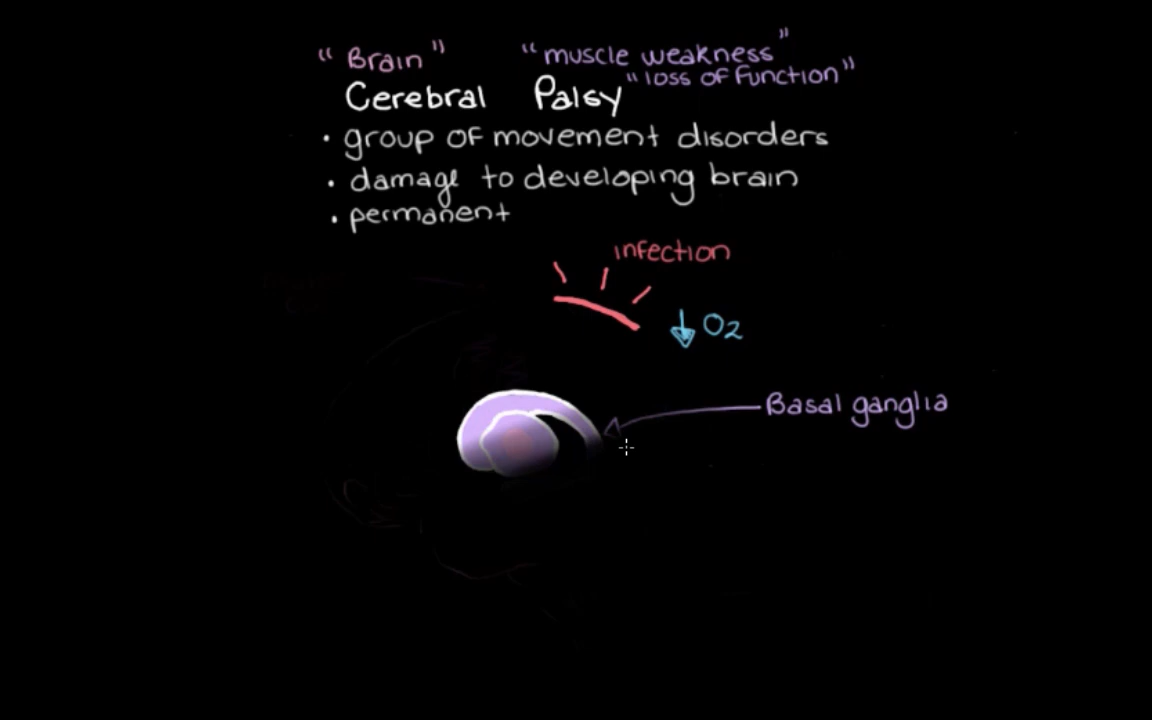 "Brain" "muscle weakness"
"loss of function"
Cerebral Palsy
• group of movement disorders
• damage to developing brain
• permanent
infection
↓ O2
Basal ganglia